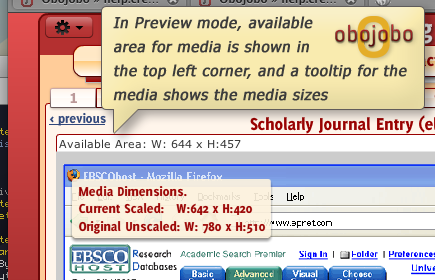 Obojobo » help.cre
Obojobo » help.cre
In Preview mode, available
area for media is shown in
the top left corner, and a tooltip for the
media shows the media sizes
obojobo
1
‹ previous
Scholarly Journal Entry (el
Available Area: W: 644 x H:457
EBSCOhost - Mozilla Firefox
Bookmarks Tools Help
Media Dimensions.
Current Scaled: W:642 x H:420
Original Unscaled: W: 780 x H:510
www.epnet.com
EBSCO
HOST
Research
Databases
Academic Search Premier
Sign In
Folder
Preferences
Basic
Advanced
Visual
Choose
Univers